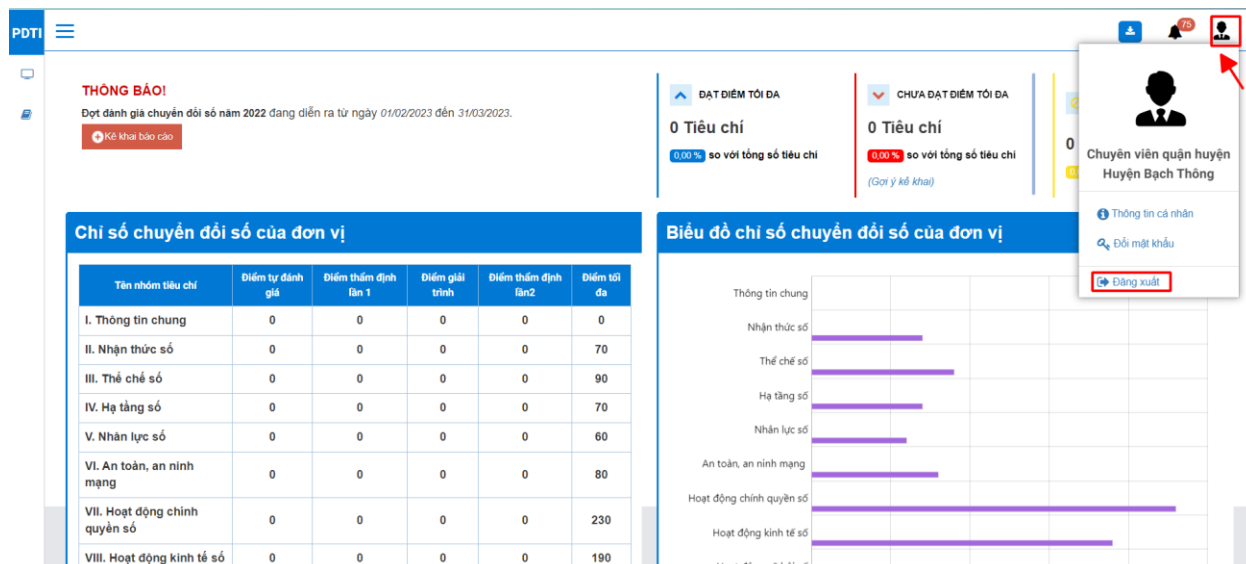 PDTI
75
THÔNG BÁO!
Đợt đánh giá chuyển đổi số năm 2022 đang diễn ra từ ngày 01/02/2023 đến 31/03/2023.
Kê khai báo cáo
ĐẠT ĐIỂM TỐI ĐA
0 Tiêu chí
0,00 % so với tổng số tiêu chí
CHƯA ĐẠT ĐIỂM TỐI ĐA
0 Tiêu chí
0,00 % so với tổng số tiêu chí
(Gợi ý kê khai)
0
Chuyên viên quận huyện
Huyện Bạch Thông
Thông tin cá nhân
Đổi mật khẩu
Đăng xuất
Chỉ số chuyển đổi số của đơn vị
Tên nhóm tiêu chí Điểm tự đánh giá Điểm thẩm định lần 1 Điểm giải trình Điểm thẩm định lần2 Điểm tối đa
I. Thông tin chung 0 0 0 0 0
II. Nhận thức số 0 0 0 0 70
III. Thể chế số 0 0 0 0 90
IV. Hạ tầng số 0 0 0 0 70
V. Nhân lực số 0 0 0 0 60
VI. An toàn, an ninh
mạng 0 0 0 0 80
VII. Hoạt động chính
quyền số 0 0 0 0 230
VIII. Hoạt động kinh tế số 0 0 0 0 190
Biểu đồ chỉ số chuyển đổi số của đơn vị
Thông tin chung
Nhận thức số
Thể chế số
Hạ tầng số
Nhân lực số
An toàn, an ninh mạng
Hoạt động chính quyền số
Hoạt động kinh tế số